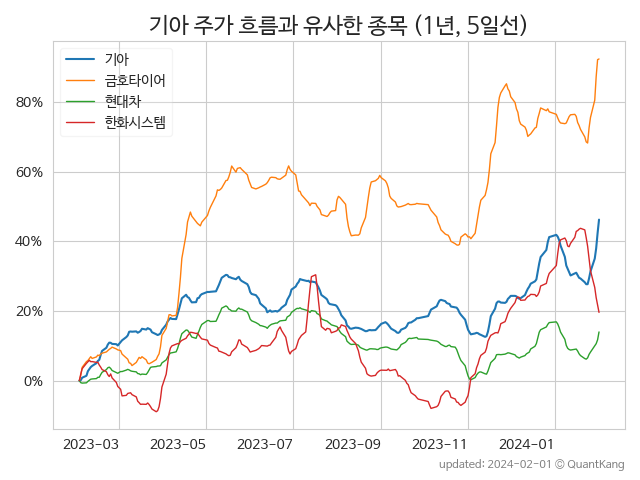 기아 주가 흐름과 유사한 종목 (1년, 5일선)
기아
금호타이어
현대차
한화시스템
80%
60%
40%
20%
0%
2023-03 2023-05 2023-07 2023-09 2023-11 2024-01
updated: 2024-02-01 © QuantKang